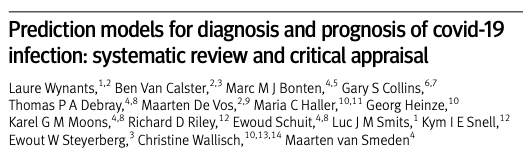 Prediction models for diagnosis and prognosis of covid-19
infection: systematic review and critical appraisal
Laure Wynants,1,2 Ben Van Calster,2,3 Marc M J Bonten,4,5 Gary S Collins,6,7
Thomas P A Debray,4,8 Maarten De Vos,2,9 Maria C Haller,10,11 Georg Heinze,10
Karel G M Moons,4,8 Richard D Riley,12 Ewoud Schuit,4,8 Luc J M Smits,1 Kym I E Snell,12
Ewout W Steyerberg,3 Christine Wallisch,10,13,14 Maarten van Smeden4